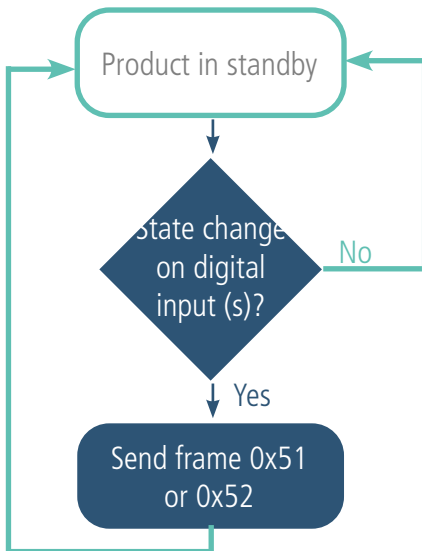 Product in standby
State change
on digital
input (s)?
No
Yes
Send frame 0x51
or 0x52